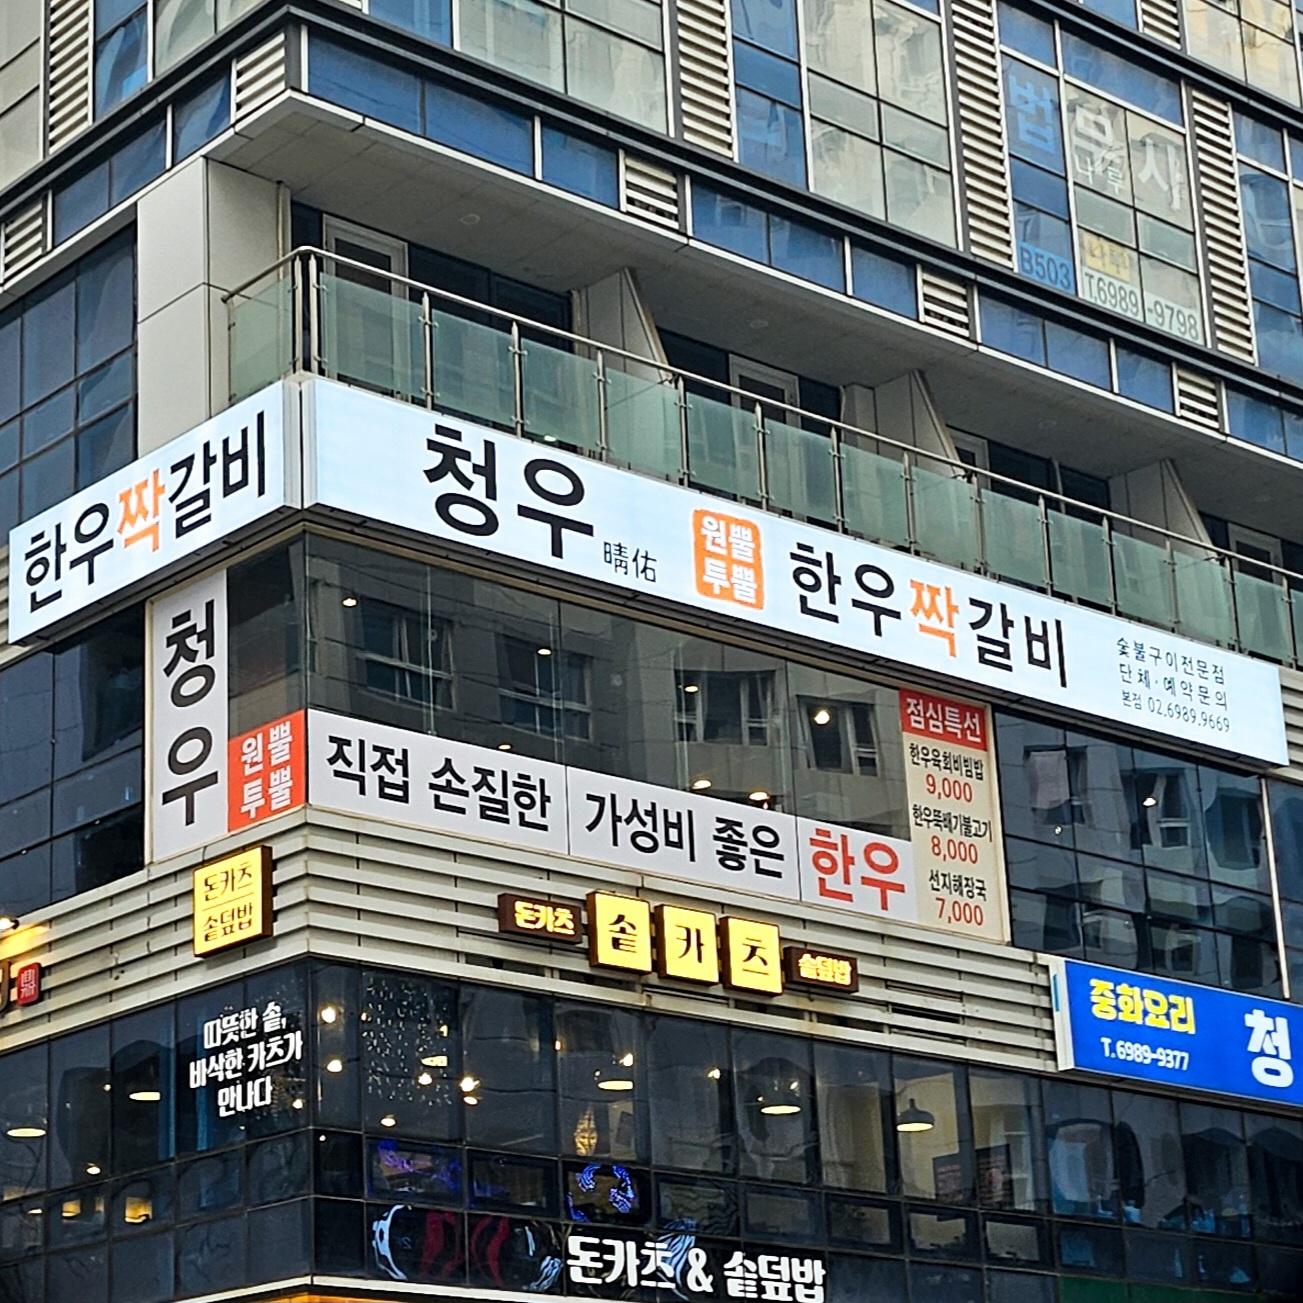 법무사
나루
나루
B503
T.6989-9798
한우짝갈비
청우
晴佑
원뿔
투뿔
한우짝갈비
숯불구이전문점
단체·예약문의
본점 02.6989.9669
청우
원뿔
투뿔
직접 손질한 가성비 좋은 한우
점심특선
한우육회비빔밥
9,000
한우뚝배기불고기
8,000
선지해장국
7,000
돈카츠
솥덮밥
돈카츠 솥카츠 솥덮밥
중화요리
T.6989-9377
청
따뜻한 솥,
바삭한 카츠가
만나다
돈카츠 & 솥덮밥